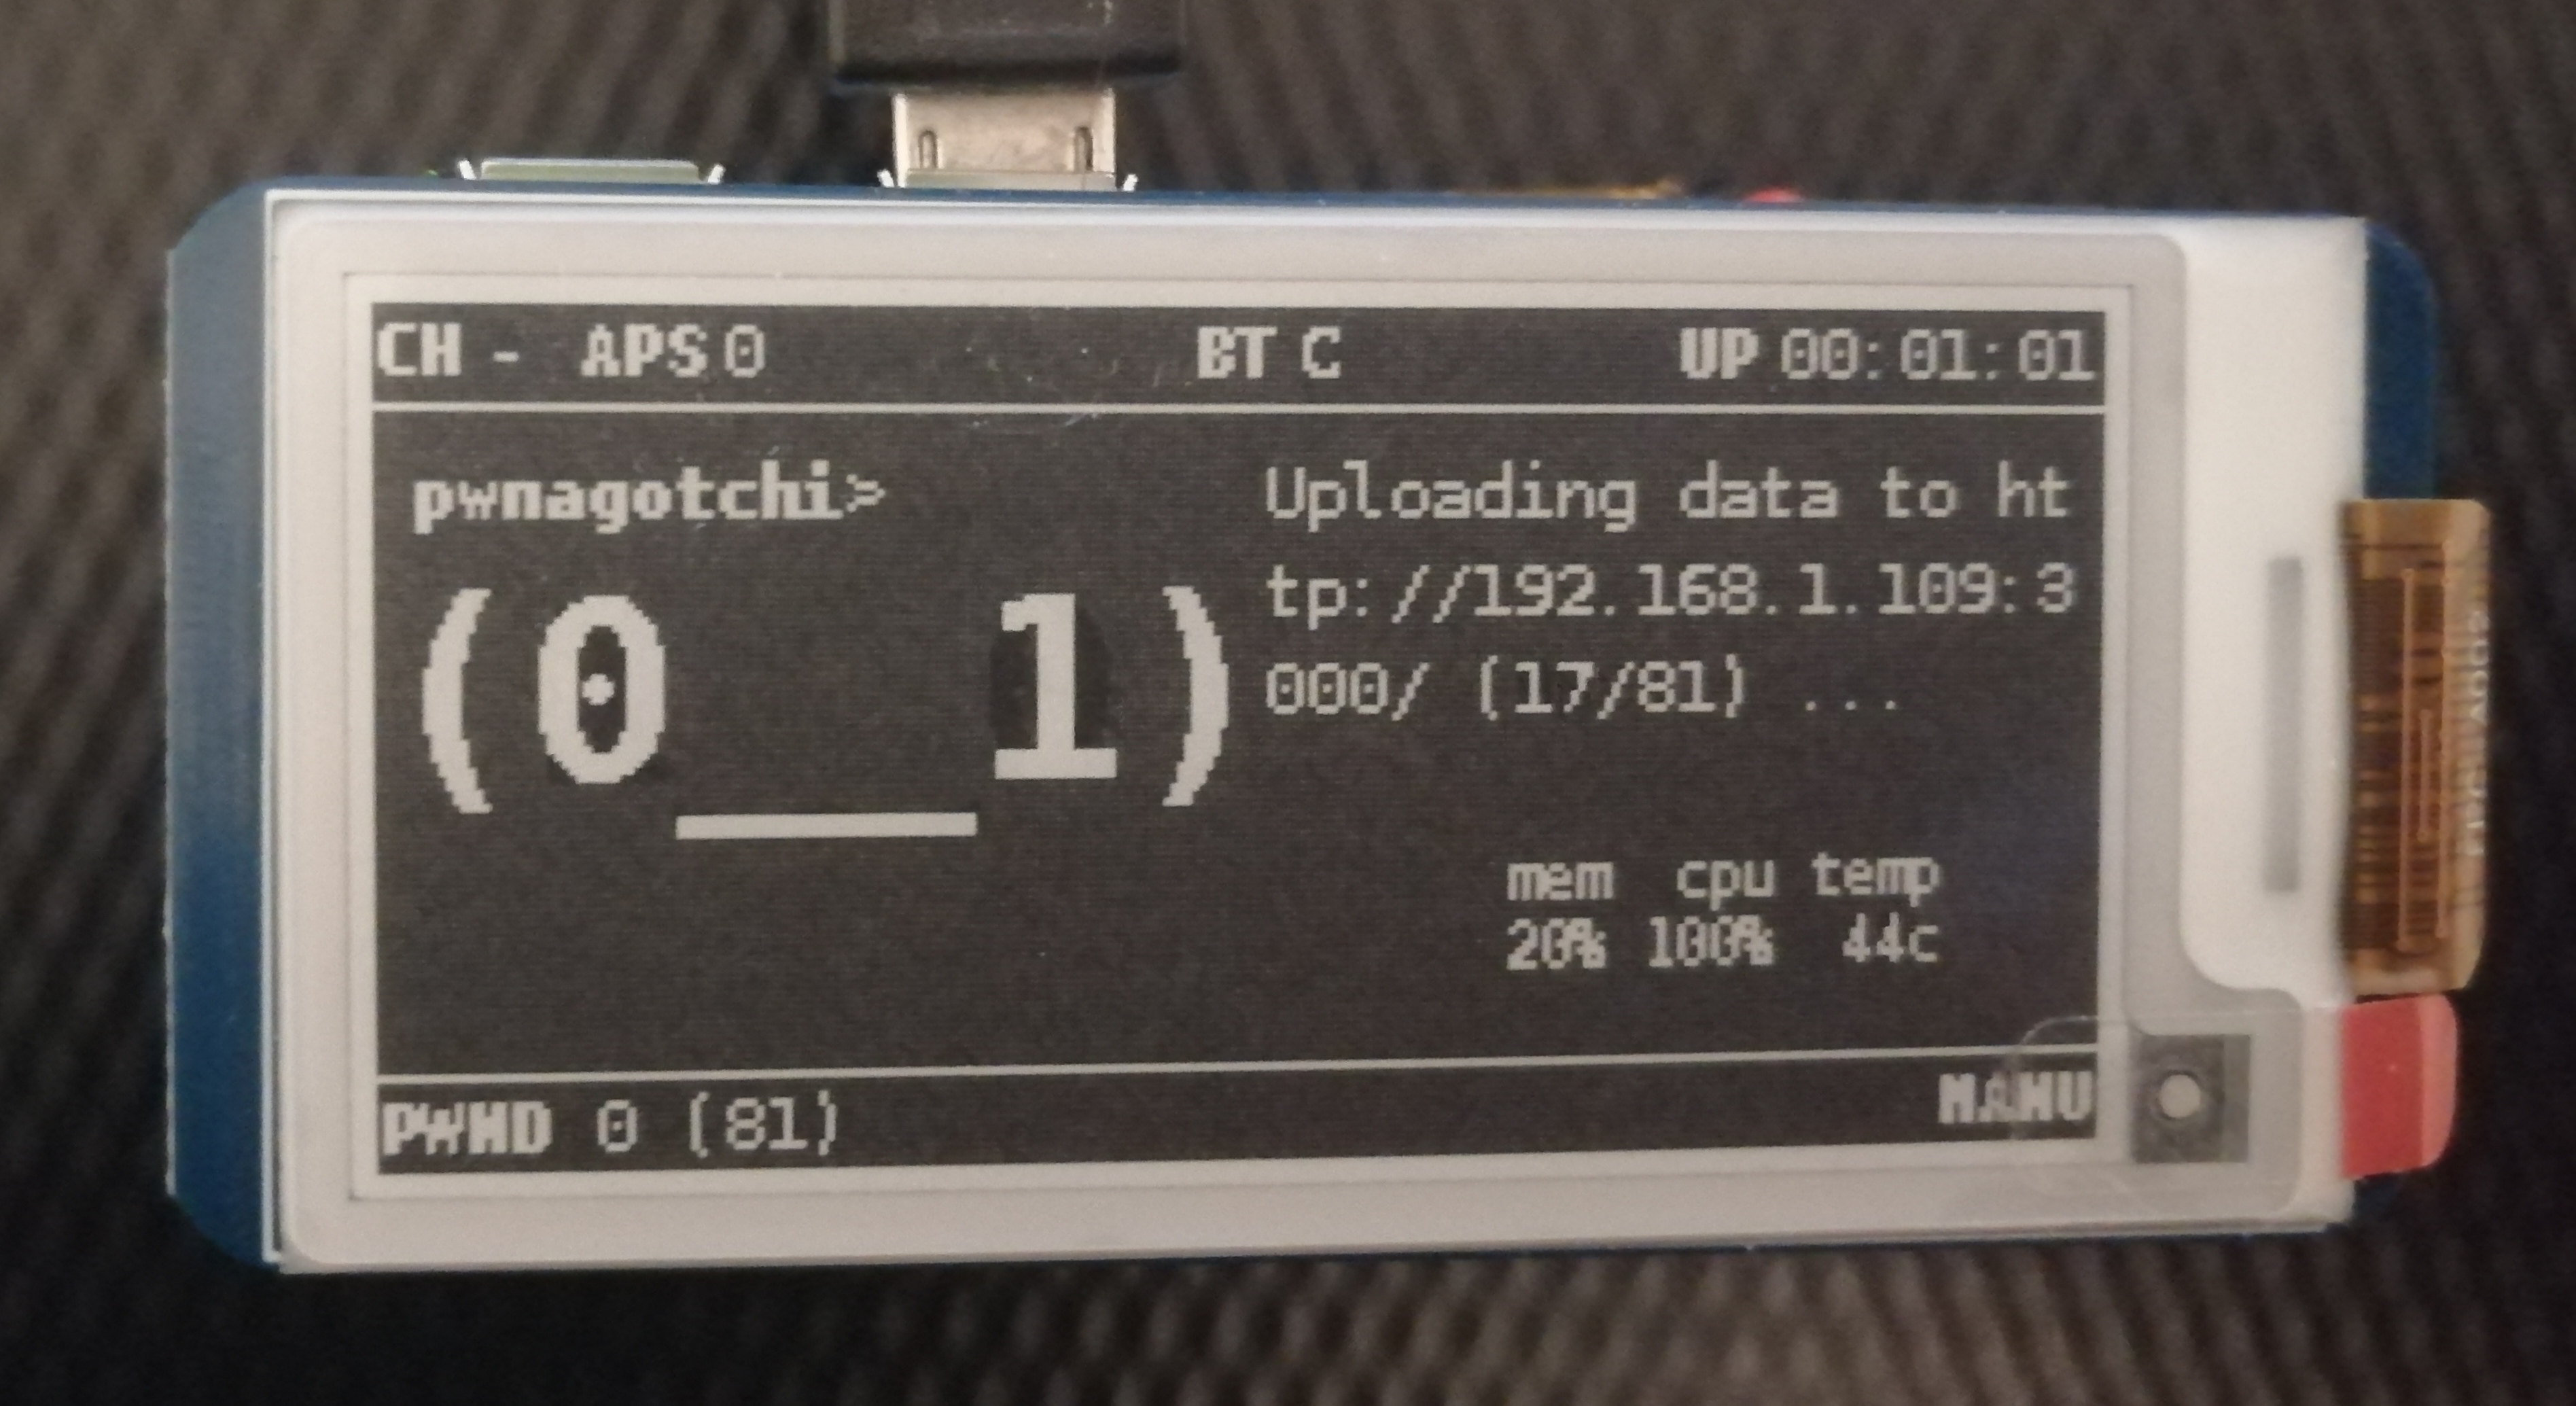 CH - APS 0 BT C UP 00:01:01
pwnagotchi>
Uploading data to ht
tp://192.168.1.109:3
000/ (17/81) ...
(0__1)
mem cpu temp
20% 100% 44c
PWND 0 (81) MANU